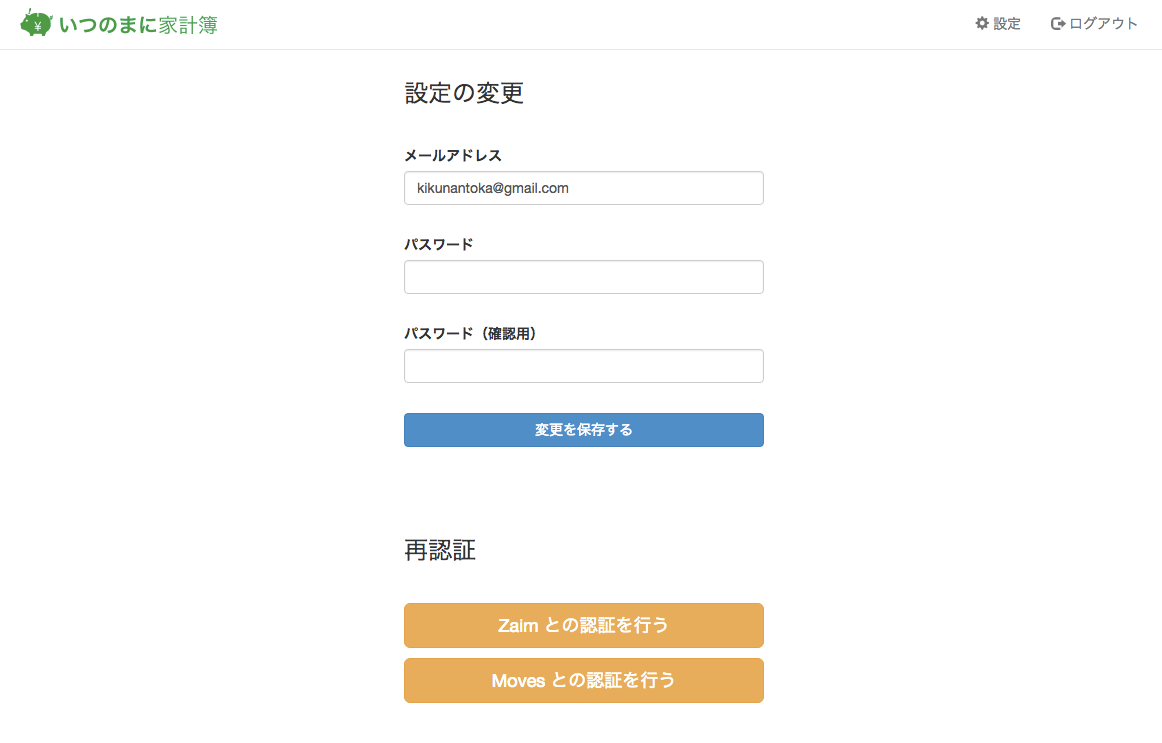 ¥ いつのまに家計簿
設定 ログアウト
設定の変更
メールアドレス
kikunantoka@gmail.com
パスワード
パスワード（確認用）
変更を保存する
再認証
Zaim との認証を行う
Moves との認証を行う